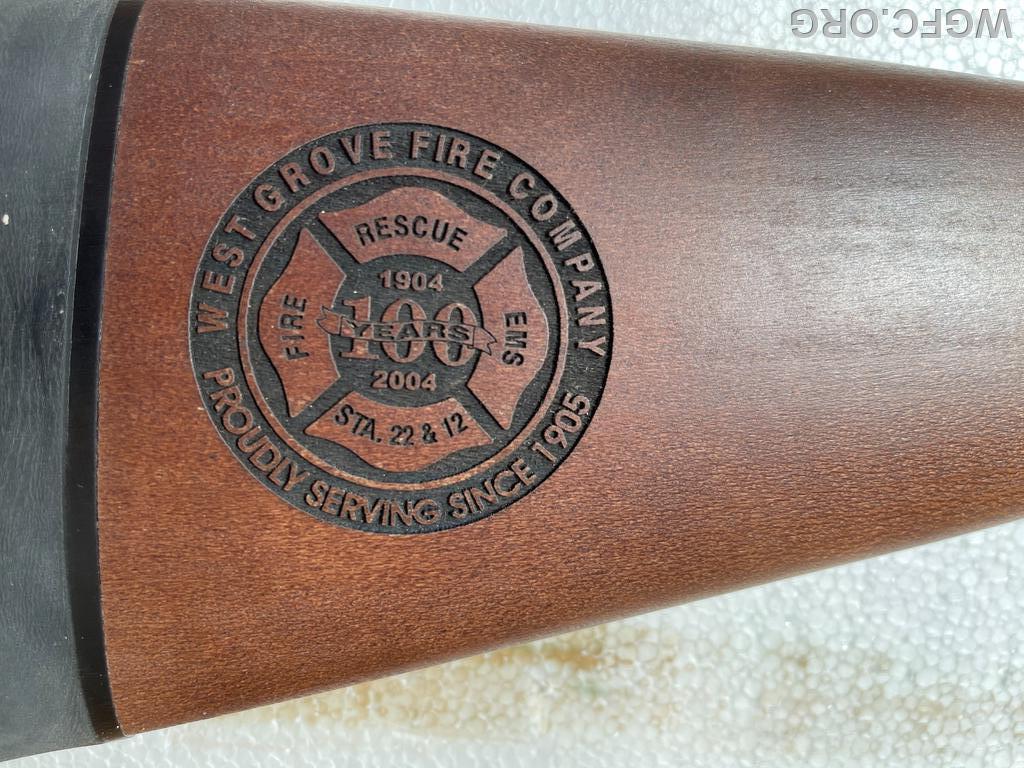 WEST GROVE FIRE COMPANY
RESCUE
FIRE
EMS
1904
100
YEARS
2004
STA. 22 & 12
PROUDLY SERVING SINCE 1905
WGFC.ORG